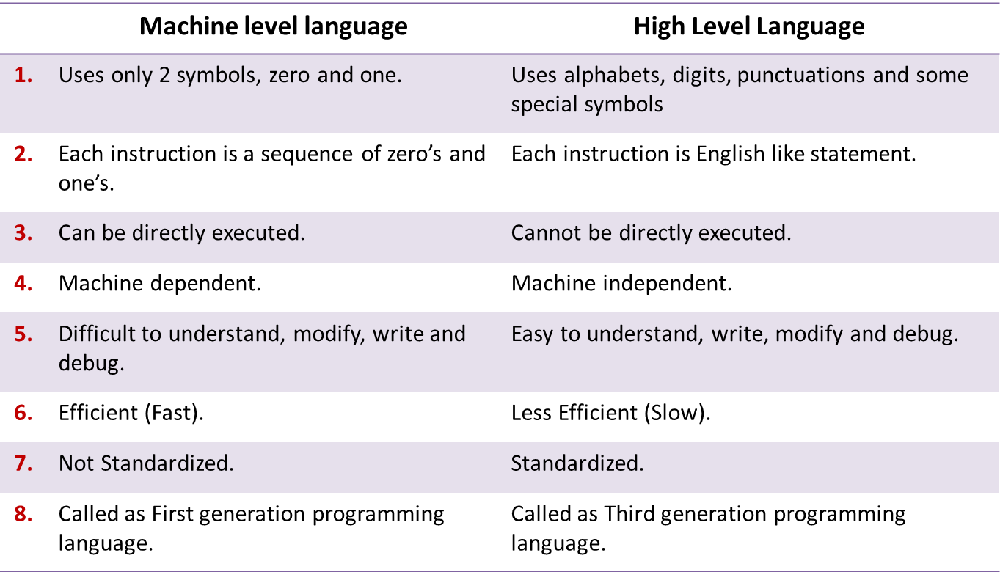 Machine level language High Level Language
1. Uses only 2 symbols, zero and one. Uses alphabets, digits, punctuations and some
special symbols
2. Each instruction is a sequence of zero’s and Each instruction is English like statement.
one’s.
3. Can be directly executed. Cannot be directly executed.
4. Machine dependent. Machine independent.
5. Difficult to understand, modify, write and Easy to understand, write, modify and debug.
debug.
6. Efficient (Fast). Less Efficient (Slow).
7. Not Standardized. Standardized.
8. Called as First generation programming Called as Third generation programming
language. language.